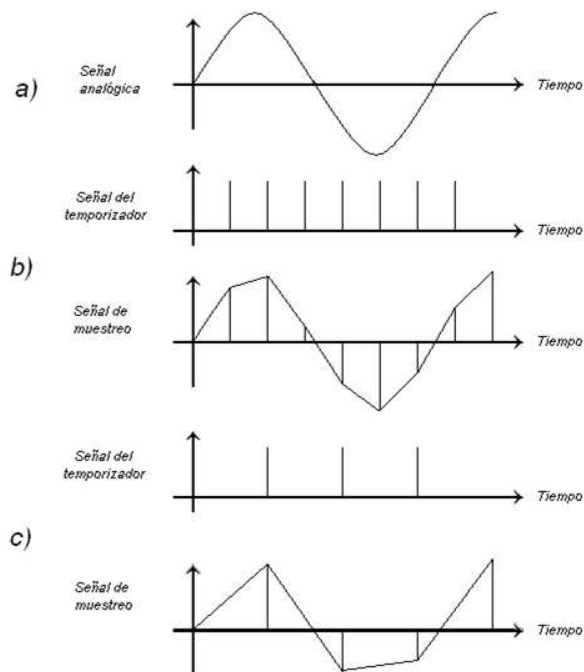 Señal
analógica
a)
Tiempo
Señal del
temporizador
Tiempo
b)
Señal de
muestreo
Tiempo
Señal del
temporizador
Tiempo
c)
Señal de
muestreo
Tiempo